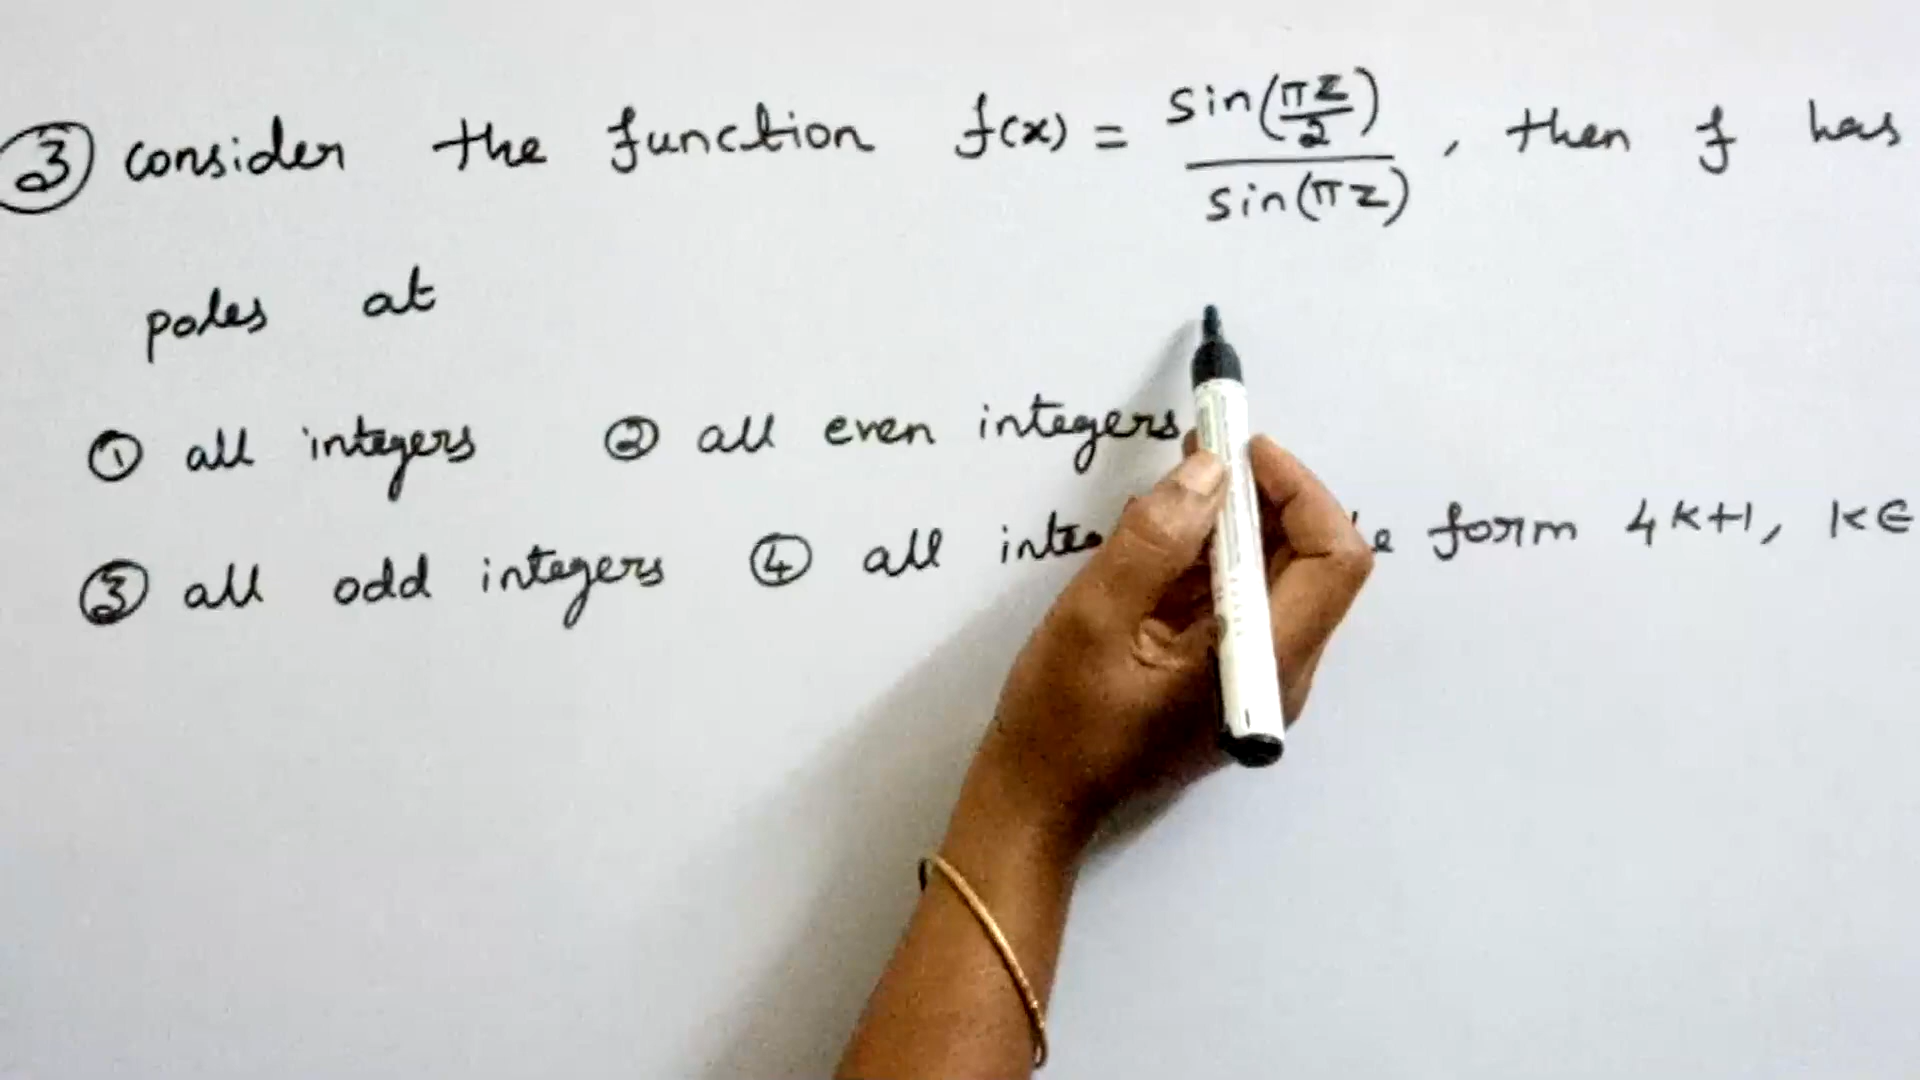 ③ consider the function f(x) = sin(πz/2)/sin(πz), then f has
poles at
① all integers ② all even integers
③ all odd integers ④ all form 4k+1, k∈